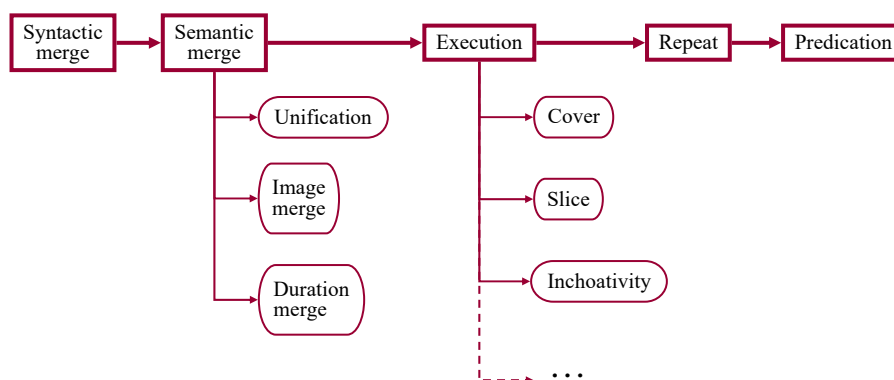 Syntactic
merge
Semantic
merge
Execution
Repeat
Predication
Unification
Image
merge
Duration
merge
Cover
Slice
Inchoativity
...